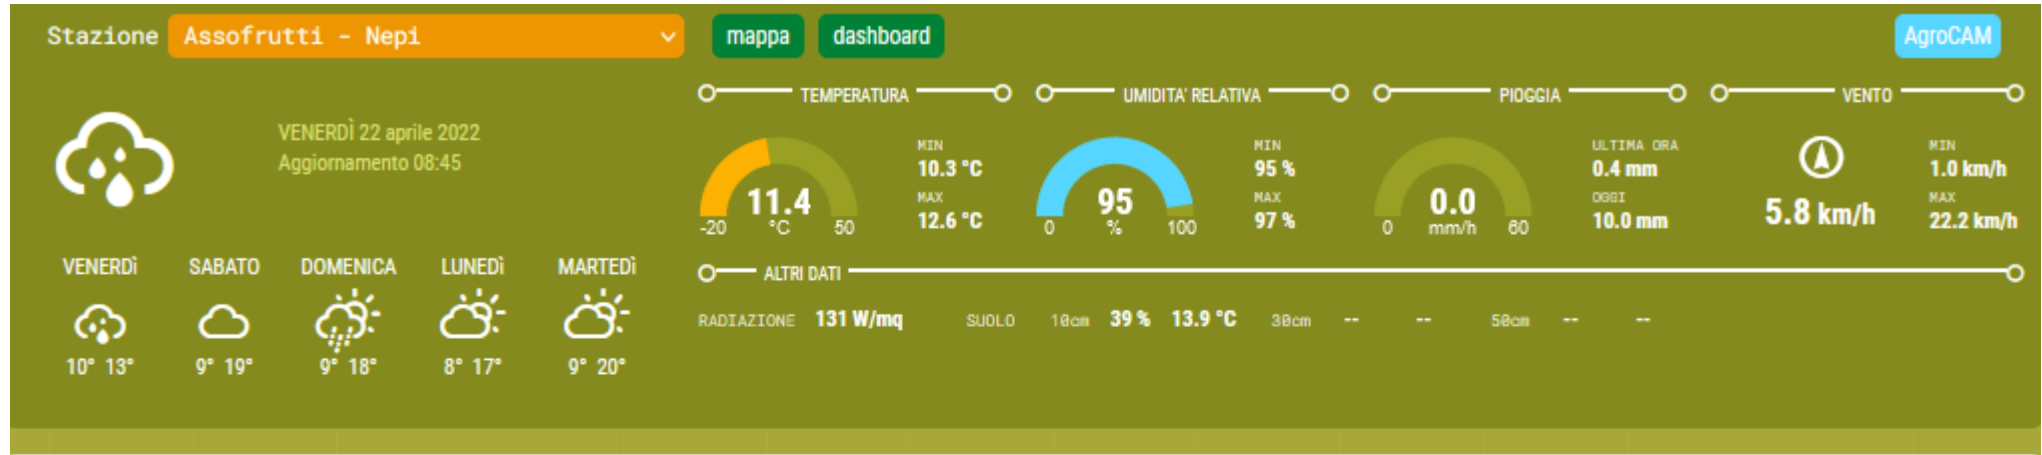 Stazione Assofrutti - Nepi mappa dashboard AgroCAM
VENERDÌ 22 aprile 2022
Aggiornamento 08:45
TEMPERATURA
11.4
°C
-20 50
MIN
10.3 °C
MAX
12.6 °C
UMIDITA' RELATIVA
95
%
0 100
MIN
95 %
MAX
97 %
PIOGGIA
0.0
mm/h
0 60
ULTIMA ORA
0.4 mm
OGGI
10.0 mm
VENTO
5.8 km/h
MIN
1.0 km/h
MAX
22.2 km/h
VENERDì SABATO DOMENICA LUNEDì MARTEDì
10° 13° 9° 19° 9° 18° 8° 17° 9° 20°
ALTRI DATI
RADIAZIONE 131 W/mq SUOLO 10cm 39 % 13.9 °C 30cm -- -- 50cm -- --